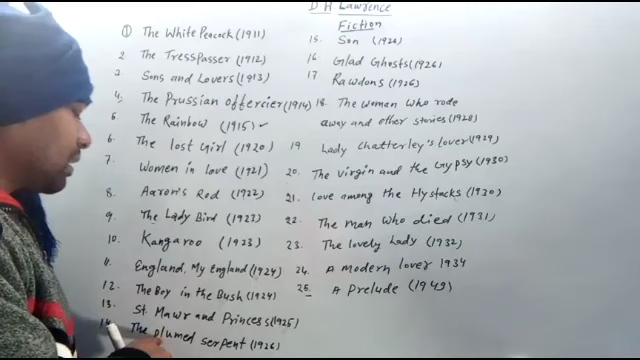 D H Lawrence
Fiction
1 The White Peacock (1911)
2 The Tresspasser (1912)
3. Sons and Lovers (1913)
4. The Prussian offercier (1914)
5. The Rainbow (1915) ✓
6. The lost Girl (1920)
7. Women in love (1921)
8. Aaron's Rod (1922)
9. The Lady Bird (1923)
10. Kangaroo (1923)
11. England, My England (1924)
12. The Boy in the Bush (1924)
13. St. Mawr and Princess (1925)
14. The plumed serpent (1926)
15. Son (1926)
16. Glad Ghosts (1926)
17 Rawdons (1926)
18. The woman who rode
away and other stories (1928)
19. Lady Chatterley's lover (1929)
20. The Virgin and the Gypsy (1930)
21. love among the Hystacks (1930)
22. The man who died (1931)
23. The lovely Lady (1932)
24. A modern lover 1934
25. A Prelude (1949)